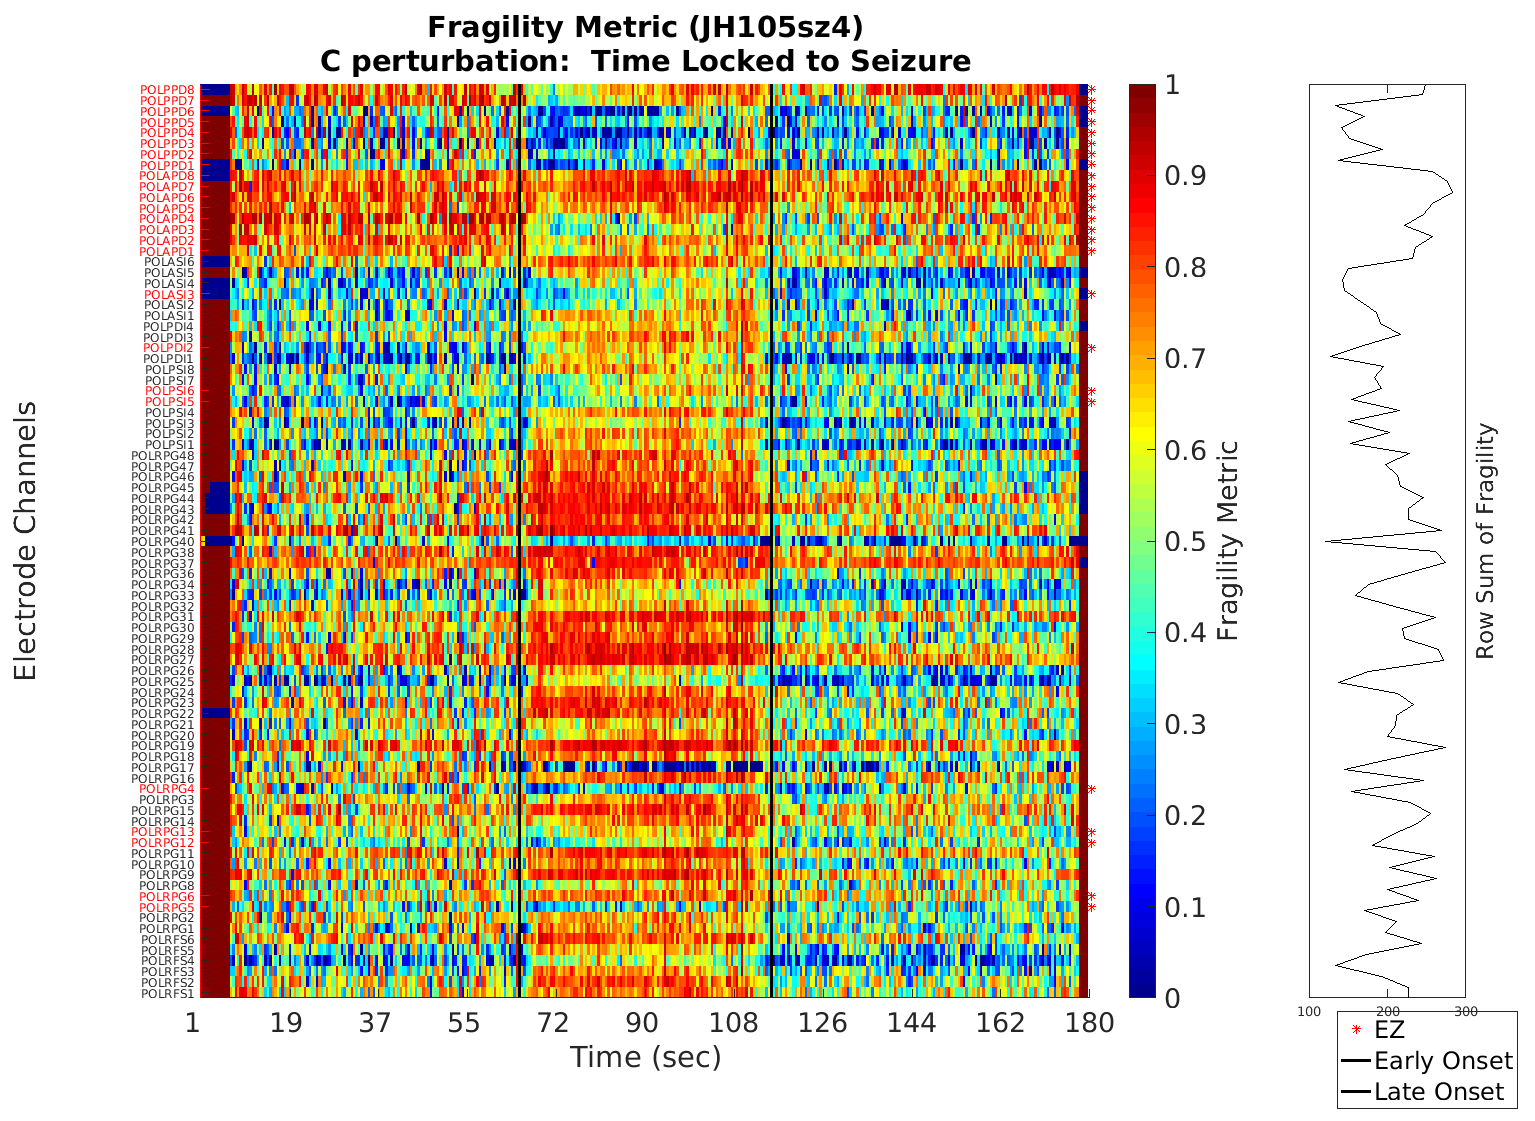 Fragility Metric (JH105sz4)
C perturbation:  Time Locked to Seizure
Electrode Channels
POLPPD8
POLPPD7
POLPPD6
POLPPD5
POLPPD4
POLPPD3
POLPPD2
POLPPD1
POLAPD8
POLAPD7
POLAPD6
POLAPD5
POLAPD4
POLAPD3
POLAPD2
POLAPD1
POLASI6
POLASI5
POLASI4
POLASI3
POLASI2
POLASI1
POLPDI4
POLPDI3
POLPDI2
POLPDI1
POLPSI8
POLPSI7
POLPSI6
POLPSI5
POLPSI4
POLPSI3
POLPSI2
POLPSI1
POLRPG48
POLRPG47
POLRPG46
POLRPG45
POLRPG44
POLRPG43
POLRPG42
POLRPG41
POLRPG40
POLRPG38
POLRPG37
POLRPG36
POLRPG34
POLRPG33
POLRPG32
POLRPG31
POLRPG30
POLRPG29
POLRPG28
POLRPG27
POLRPG26
POLRPG25
POLRPG24
POLRPG23
POLRPG22
POLRPG21
POLRPG20
POLRPG19
POLRPG18
POLRPG17
POLRPG16
POLRPG4
POLRPG3
POLRPG15
POLRPG14
POLRPG13
POLRPG12
POLRPG11
POLRPG10
POLRPG9
POLRPG8
POLRPG6
POLRPG5
POLRPG2
POLRPG1
POLRFS6
POLRFS5
POLRFS4
POLRFS3
POLRFS2
POLRFS1
1 19 37 55 72 90 108 126 144 162 180
Time (sec)
1
0.9
0.8
0.7
0.6
0.5
0.4
0.3
0.2
0.1
0
Fragility Metric
100 200 300
Row Sum of Fragility
EZ
Early Onset
Late Onset